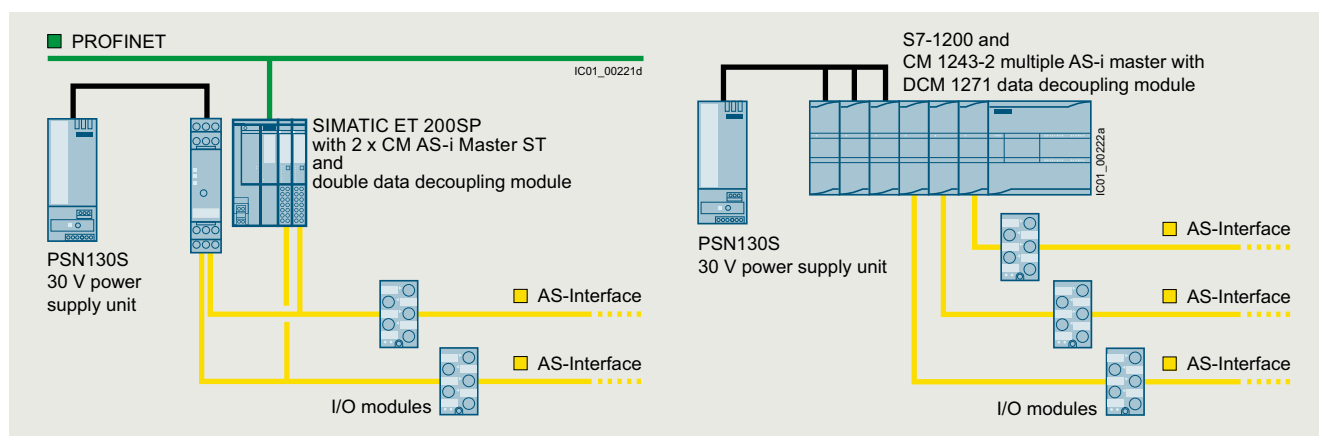 PROFINET
IC01_00221d
SIMATIC ET 200SP
with 2 x CM AS-i Master ST
and
double data decoupling module
PSN130S
30 V power
supply unit
AS-Interface
AS-Interface
I/O modules
S7-1200 and
CM 1243-2 multiple AS-i master with
DCM 1271 data decoupling module
IC01_00222a
PSN130S
30 V power supply unit
AS-Interface
AS-Interface
AS-Interface
I/O modules